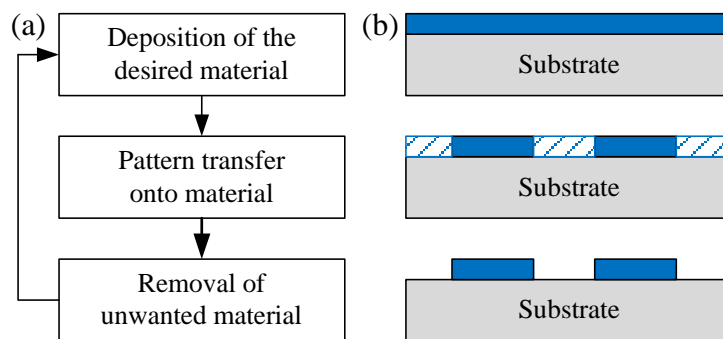 (a)
Deposition of the
desired material
Pattern transfer
onto material
Removal of
unwanted material
(b)
Substrate
Substrate
Substrate